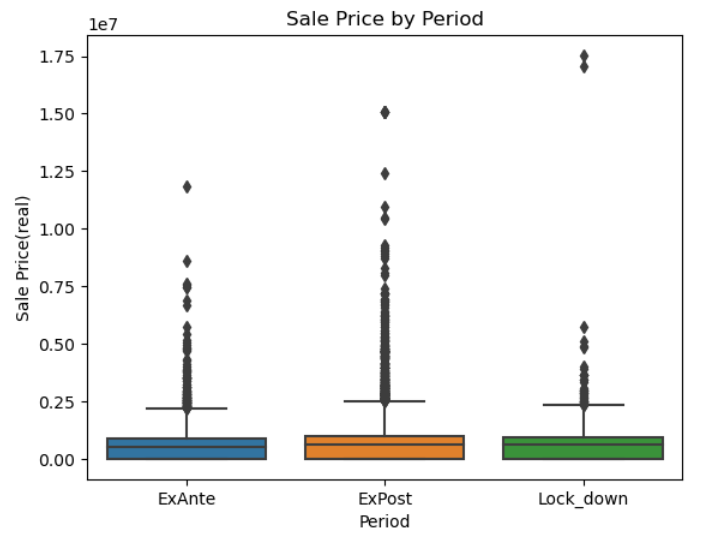 Sale Price by Period
1e7
1.75
1.50
1.25
1.00
0.75
0.50
0.25
0.00
Sale Price(real)
ExAnte ExPost Lock_down
Period